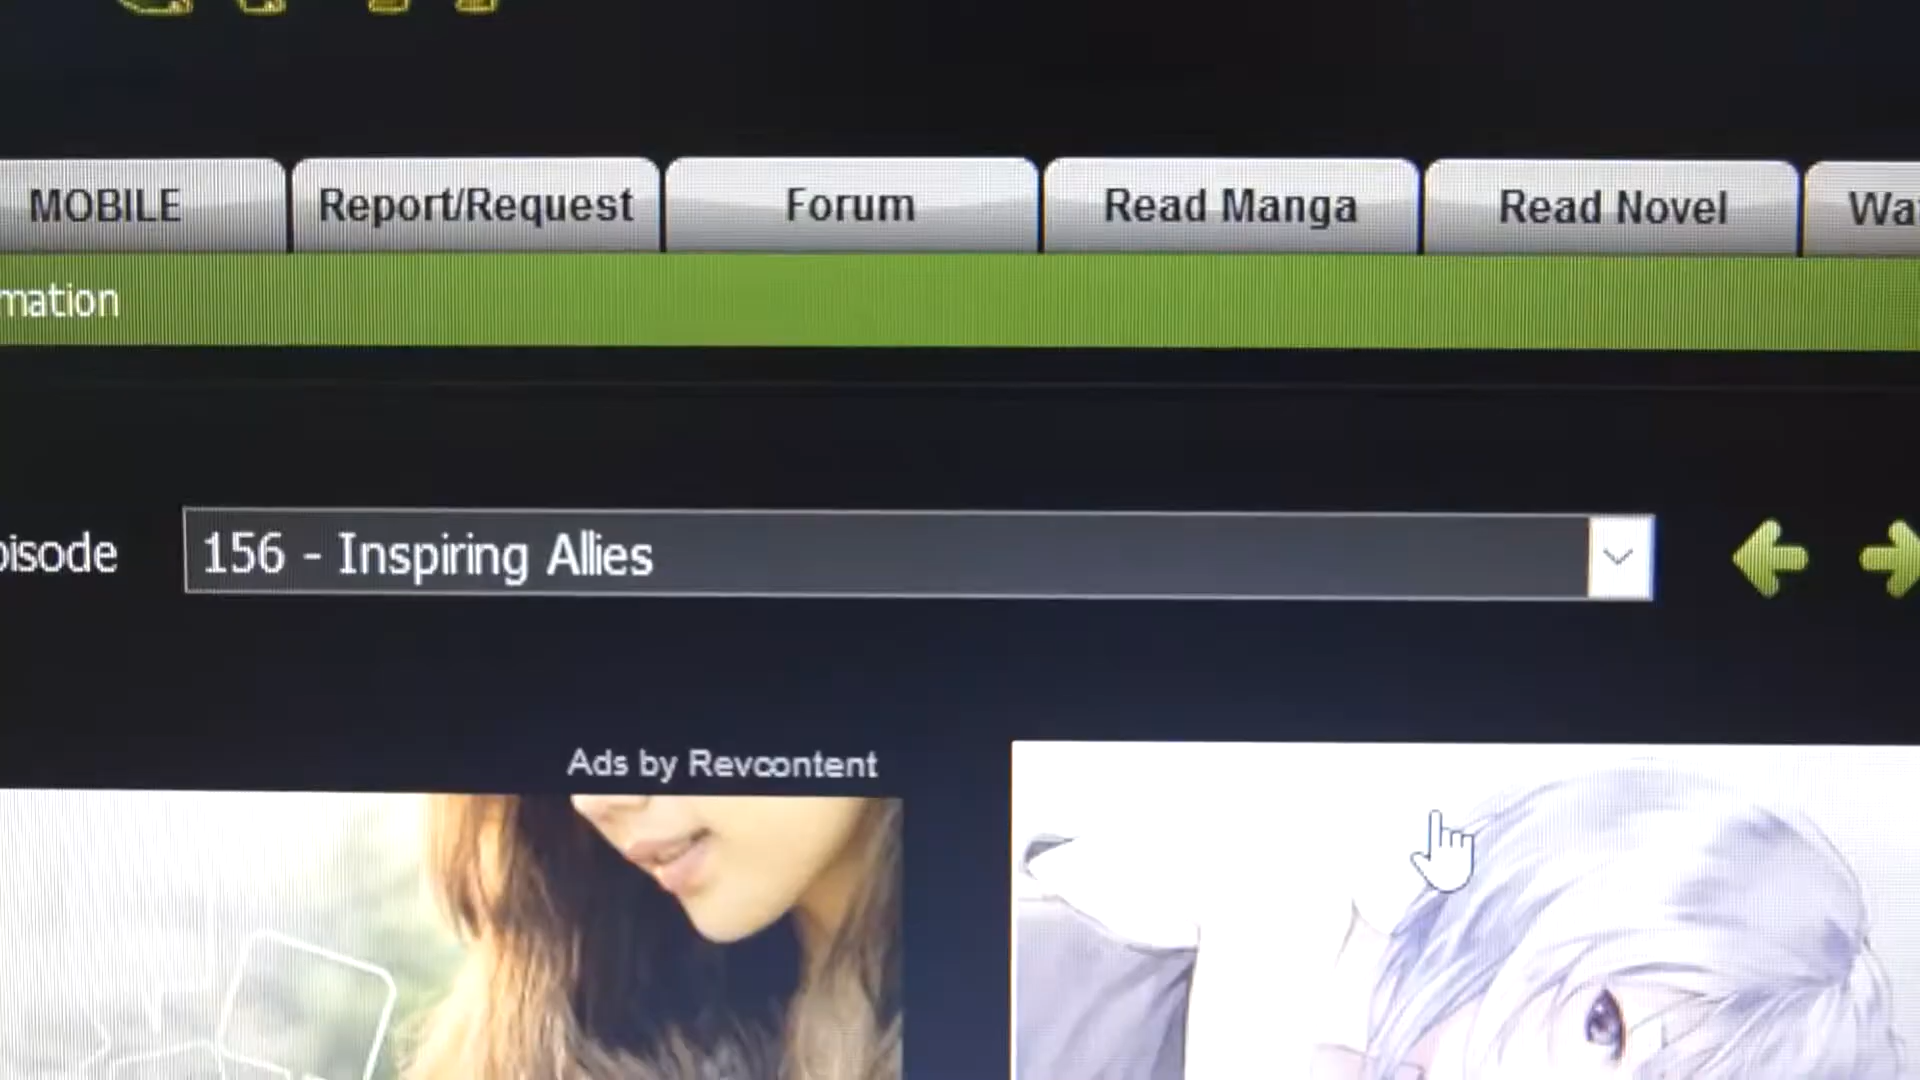 MOBILE Report/Request Forum Read Manga Read Novel
mation
isode 156 - Inspiring Allies
Ads by Revcontent